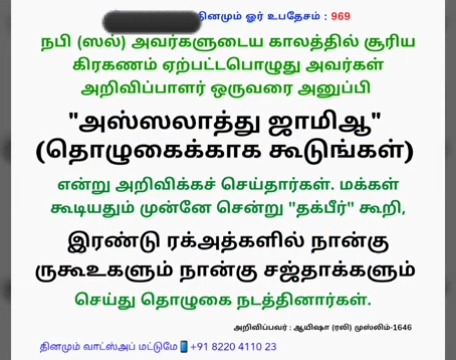 தினமும் ஓர் உபதேசம் : 969
நபி (ஸல்) அவர்களுடைய காலத்தில் சூரிய
கிரகணம் ஏற்பட்டபொழுது அவர்கள்
அறிவிப்பாளர் ஒருவரை அனுப்பி
"அஸ்ஸலாத்து ஜாமிஆ"
(தொழுகைக்காக கூடுங்கள்)
என்று அறிவிக்கச் செய்தார்கள். மக்கள்
கூடியதும் முன்னே சென்று "தக்பீர்" கூறி,
இரண்டு ரக்அத்களில் நான்கு
ருகூஉகளும் நான்கு சஜ்தாக்களும்
செய்து தொழுகை நடத்தினார்கள்.
அறிவிப்பவர் : ஆயிஷா (ரலி) முஸ்லிம்-1646
தினமும் வாட்ஸ்அப் மட்டுமே +91 8220 4110 23